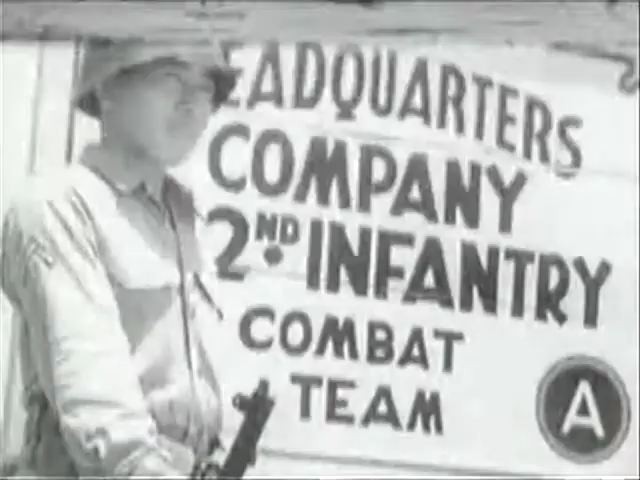 EADQUARTERS
COMPANY
2ND INFANTRY
COMBAT
TEAM
A